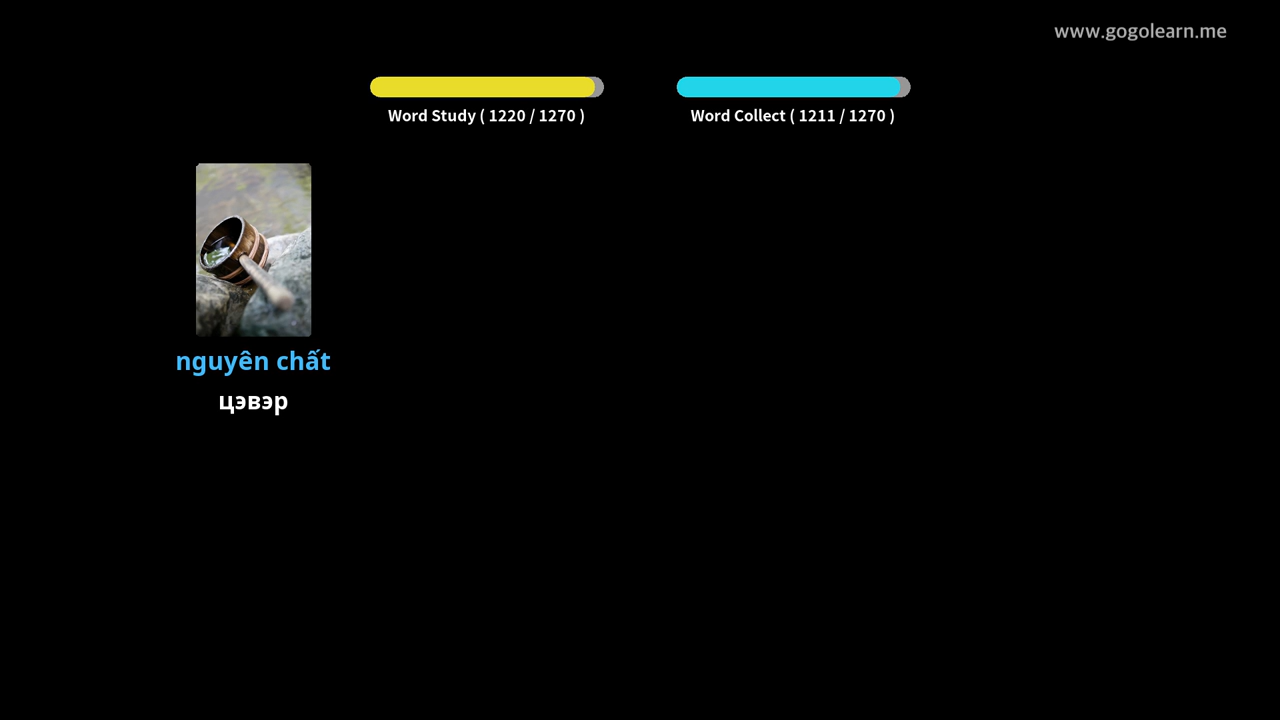 www.gogolearn.me
Word Study ( 1220 / 1270 )
Word Collect ( 1211 / 1270 )
nguyên chất
цэвэр